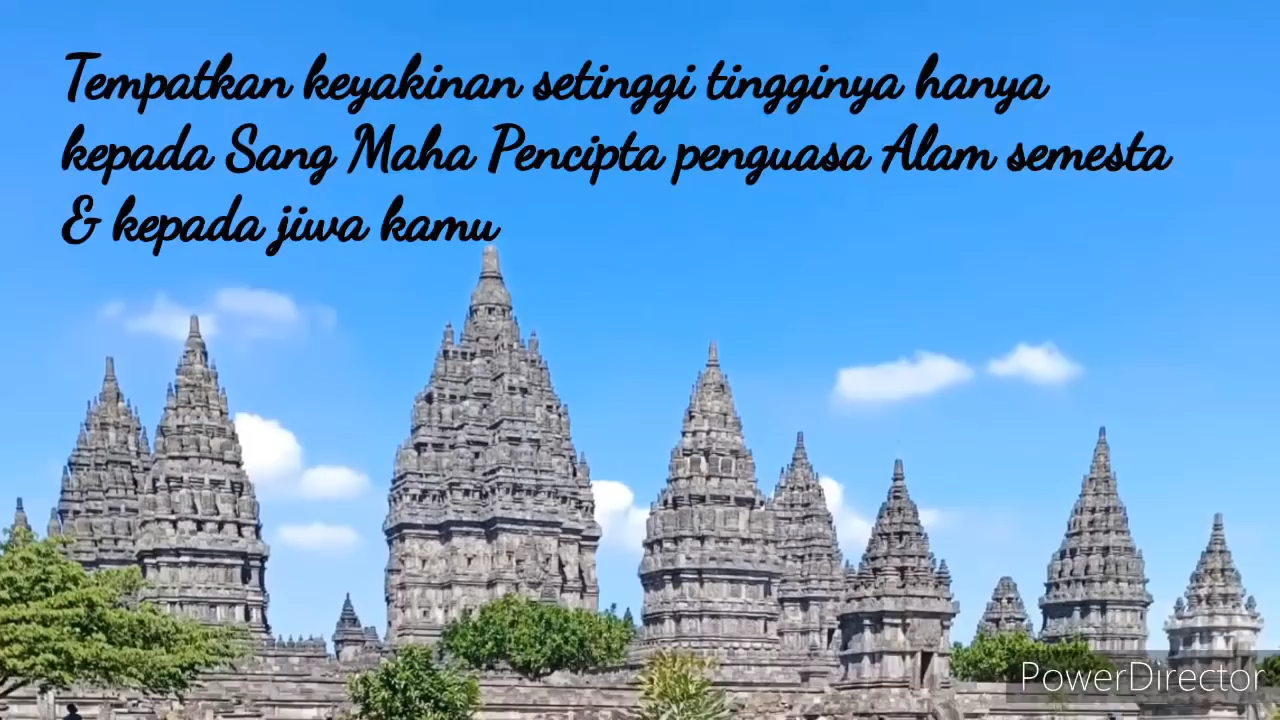 Tempatkan keyakinan setinggi tingginya hanya
kepada Sang Maha Pencipta penguasa Alam semesta
& kepada jiwa kamu
PowerDirector